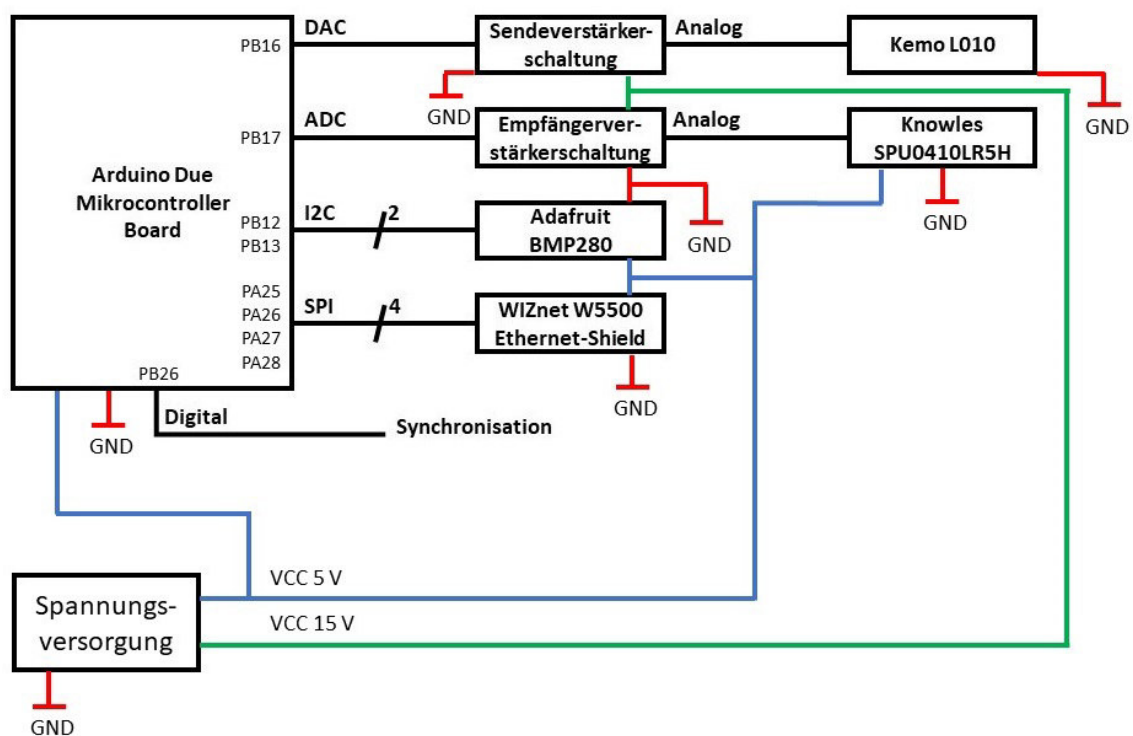 DAC
Sendeverstärker-
schaltung
Analog
Kemo L010
PB16
GND
GND
ADC
Empfängerver-
stärkerschaltung
Analog
Knowles
SPU0410LR5H
PB17
Arduino Due
Mikrocontroller
Board
I2C
2
Adafruit
BMP280
GND
GND
PB12
PB13
SPI
4
WIZnet W5500
Ethernet-Shield
PA25
PA26
PA27
PA28
PB26
GND
GND
Digital
Synchronisation
Spannungs-
versorgung
VCC 5 V
VCC 15 V
GND